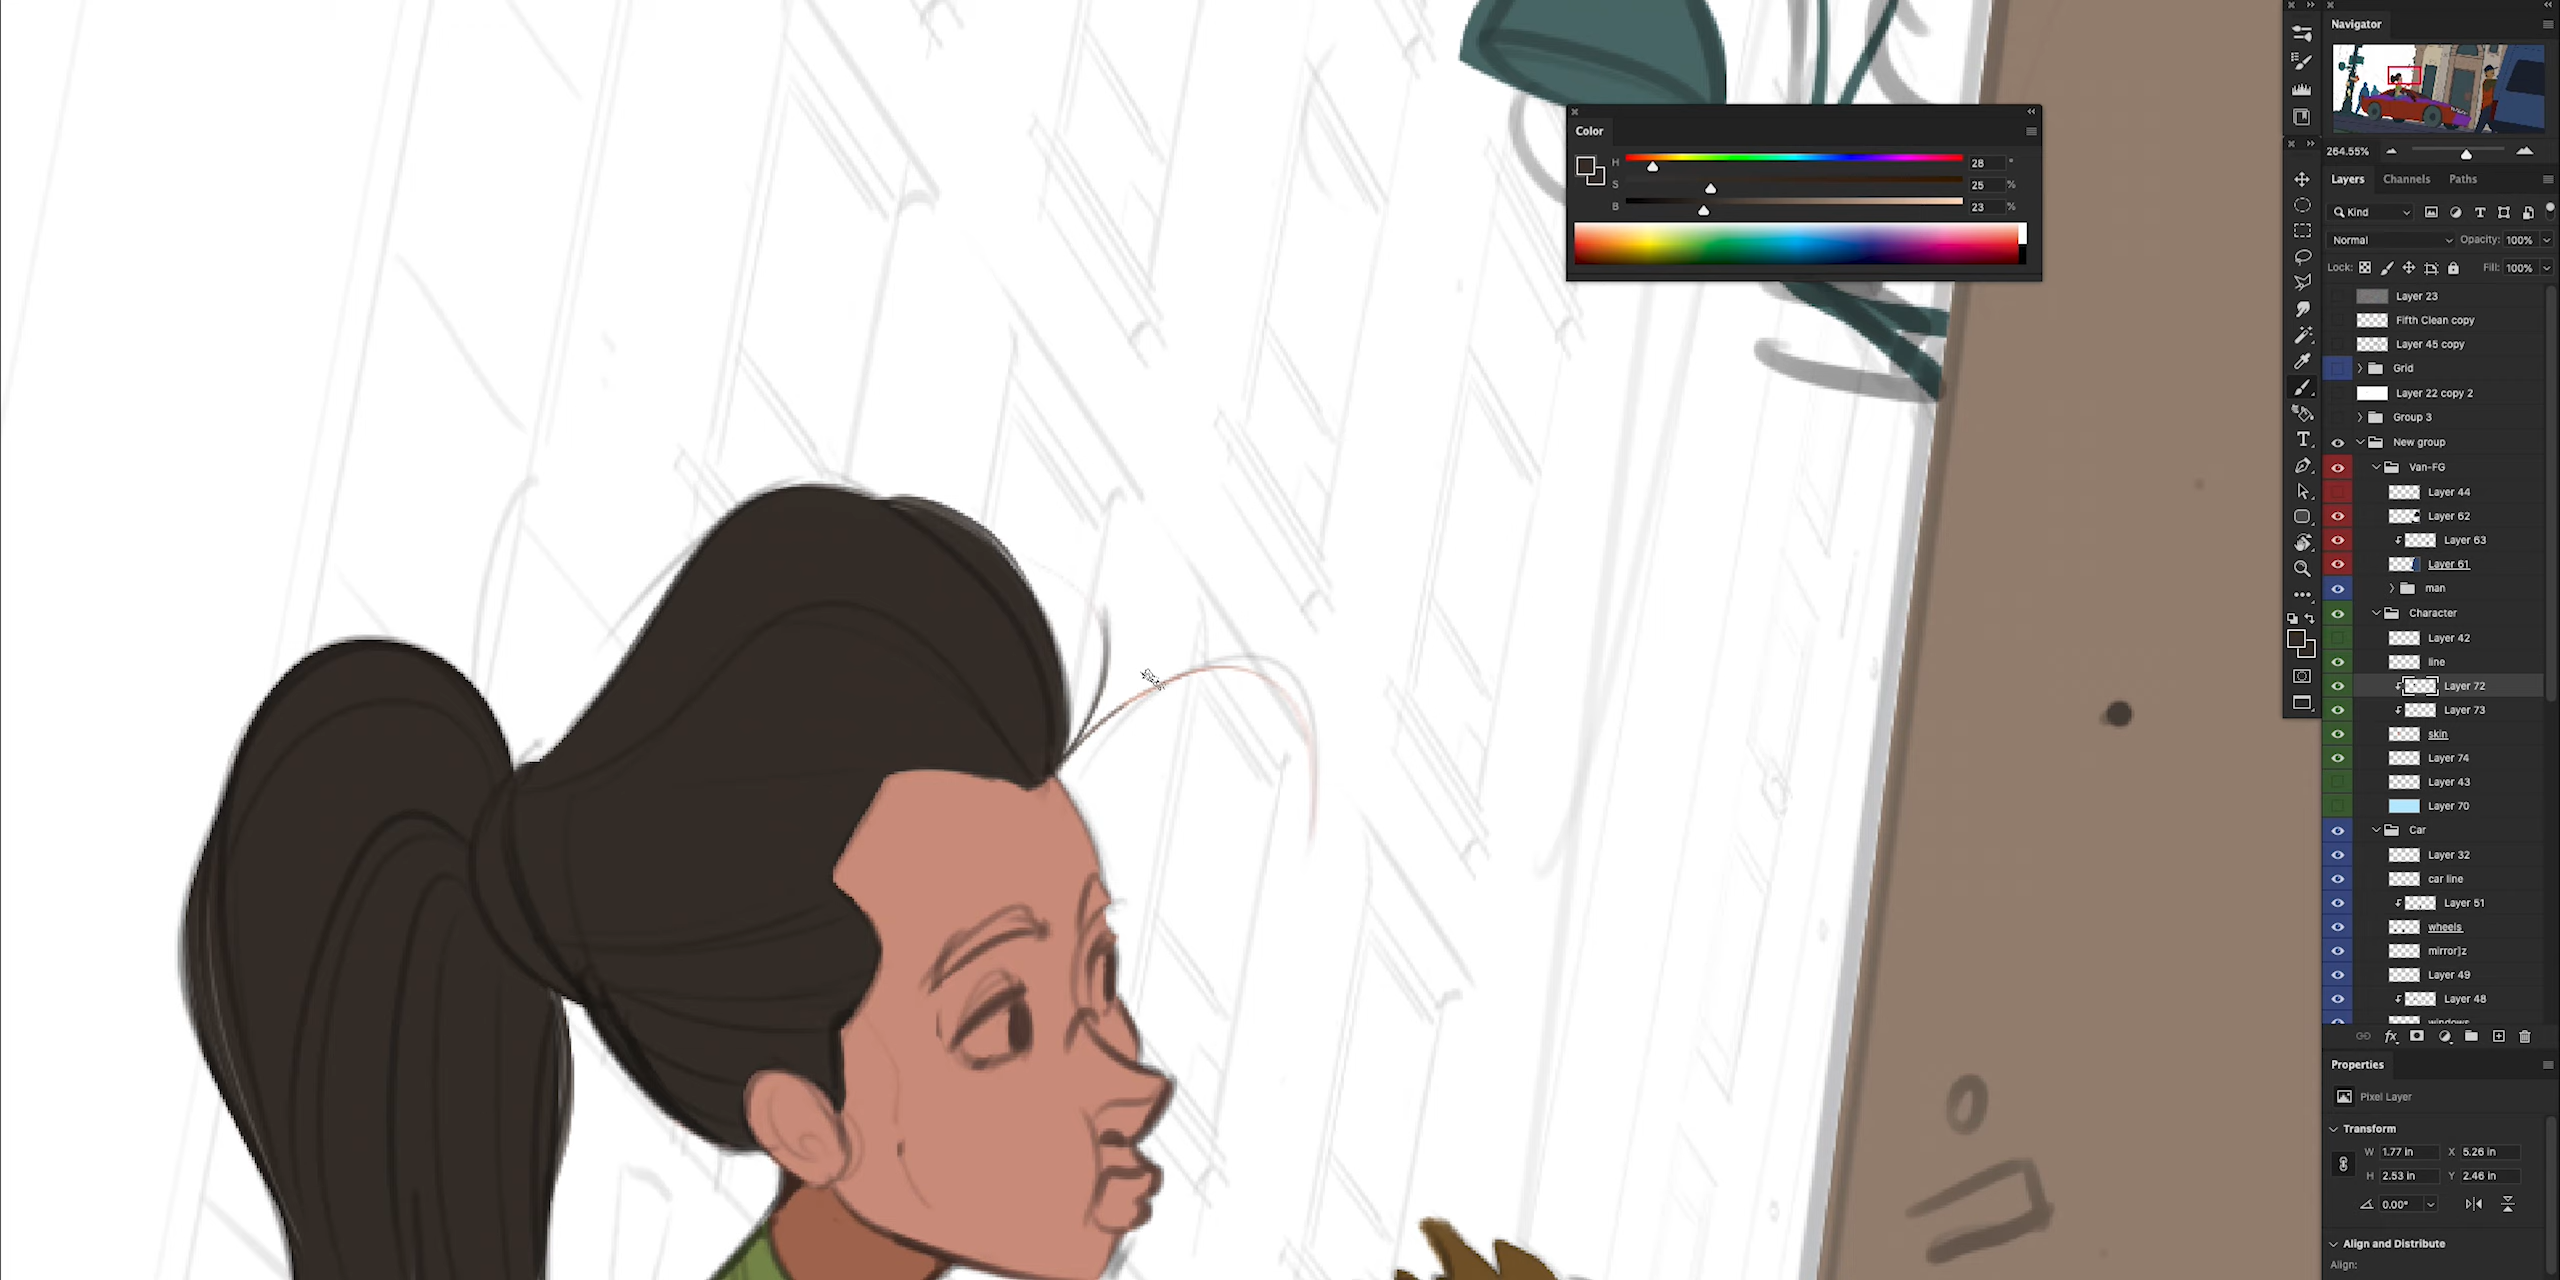 Navigator
264.55%
Color
H 28 °
S 25 %
B 23 %
Layers Channels Paths
Kind
Normal Opacity: 100%
Lock: Fill: 100%
Layer 23
Fifth Clean copy
Layer 45 copy
Grid
Layer 22 copy 2
Group 3
New group
Van-FG
Layer 44
Layer 62
Layer 63
Layer 61
man
Character
Layer 42
line
Layer 72
Layer 73
skin
Layer 74
Layer 43
Layer 70
Car
Layer 32
car line
Layer 51
wheels
mirror]z
Layer 49
Layer 48
windows
fx
Properties
Pixel Layer
Transform
W 1.77 in X 5.26 in
H 2.53 in Y 2.46 in
0.00°
Align and Distribute
Align: